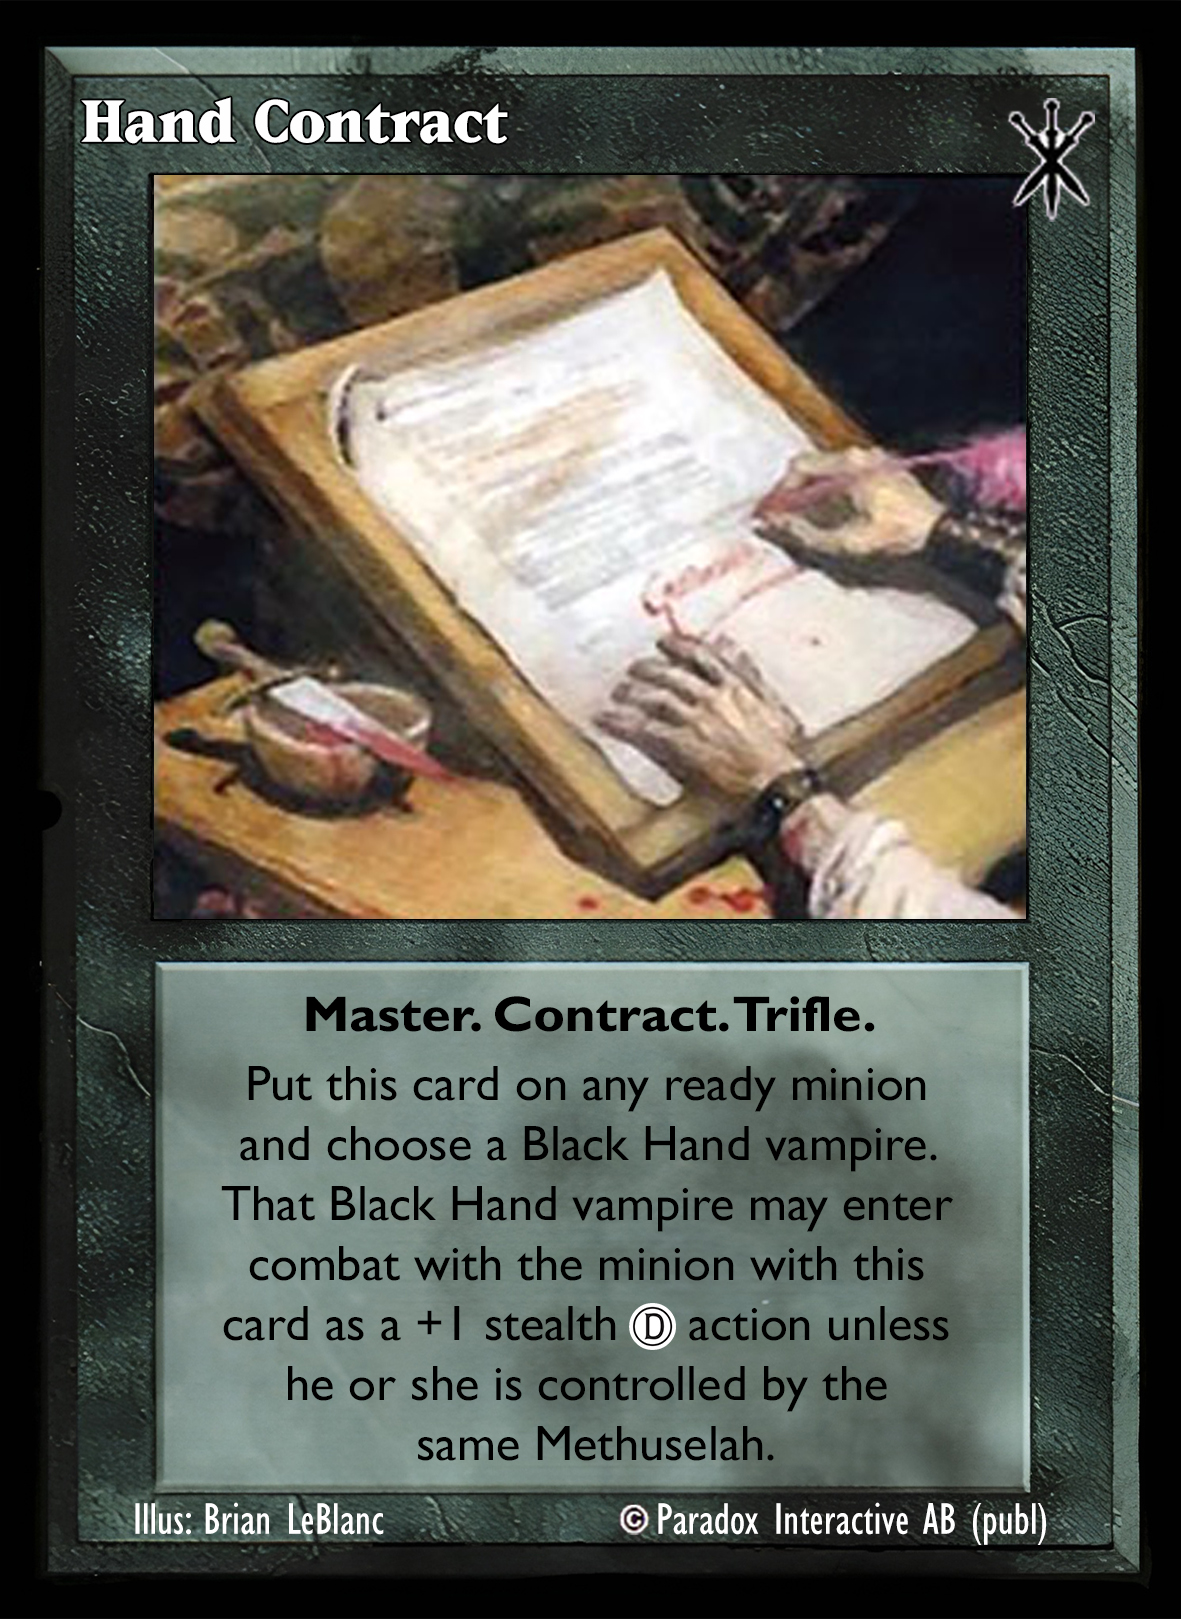 Hand Contract
Master. Contract. Trifle.
Put this card on any ready minion
and choose a Black Hand vampire.
That Black Hand vampire may enter
combat with the minion with this
card as a +1 stealth Ⓓ action unless
he or she is controlled by the
same Methuselah.
Illus: Brian LeBlanc © Paradox Interactive AB (publ)